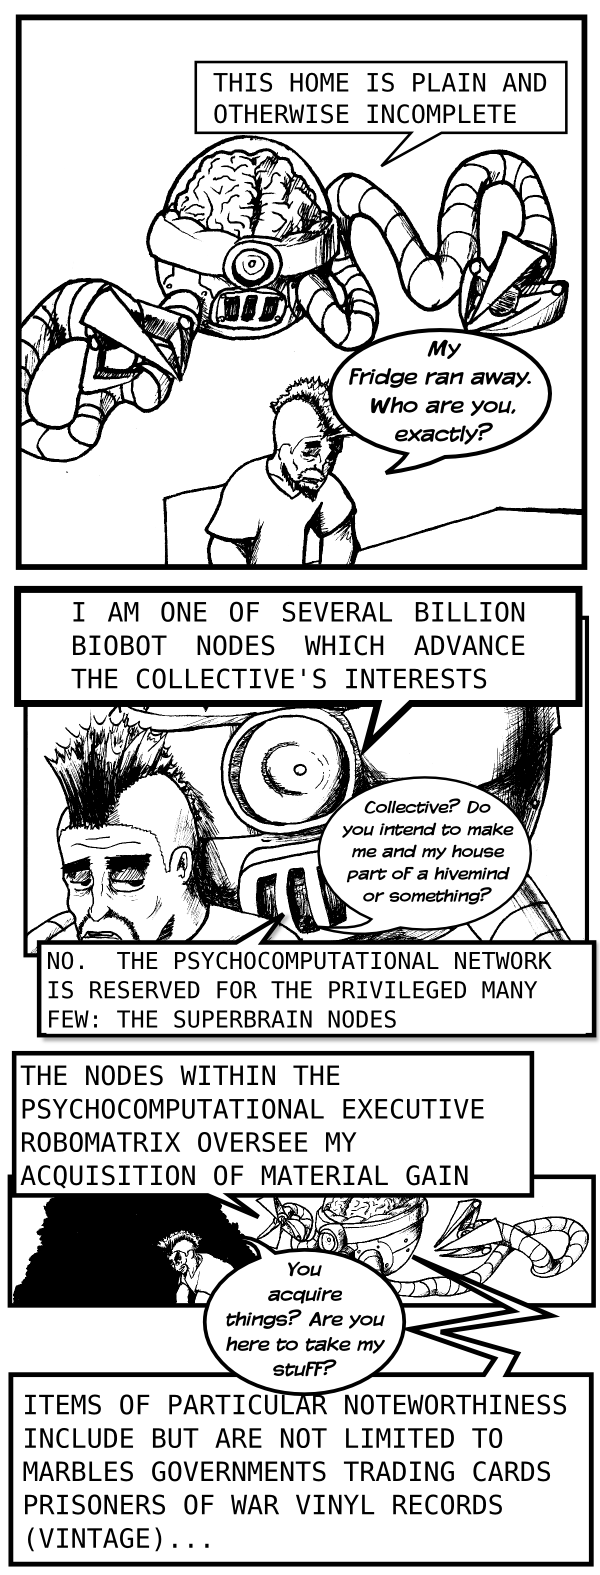 THIS HOME IS PLAIN AND
OTHERWISE INCOMPLETE
My
Fridge ran away.
Who are you,
exactly?
I AM ONE OF SEVERAL BILLION
BIOBOT NODES WHICH ADVANCE
THE COLLECTIVE'S INTERESTS
Collective? Do
you intend to make
me and my house
part of a hivemind
or something?
NO. THE PSYCHOCOMPUTATIONAL NETWORK
IS RESERVED FOR THE PRIVILEGED MANY
FEW: THE SUPERBRAIN NODES
THE NODES WITHIN THE
PSYCHOCOMPUTATIONAL EXECUTIVE
ROBOMATRIX OVERSEE MY
ACQUISITION OF MATERIAL GAIN
You
acquire
things? Are you
here to take my
stuff?
ITEMS OF PARTICULAR NOTEWORTHINESS
INCLUDE BUT ARE NOT LIMITED TO
MARBLES GOVERNMENTS TRADING CARDS
PRISONERS OF WAR VINYL RECORDS
(VINTAGE)...